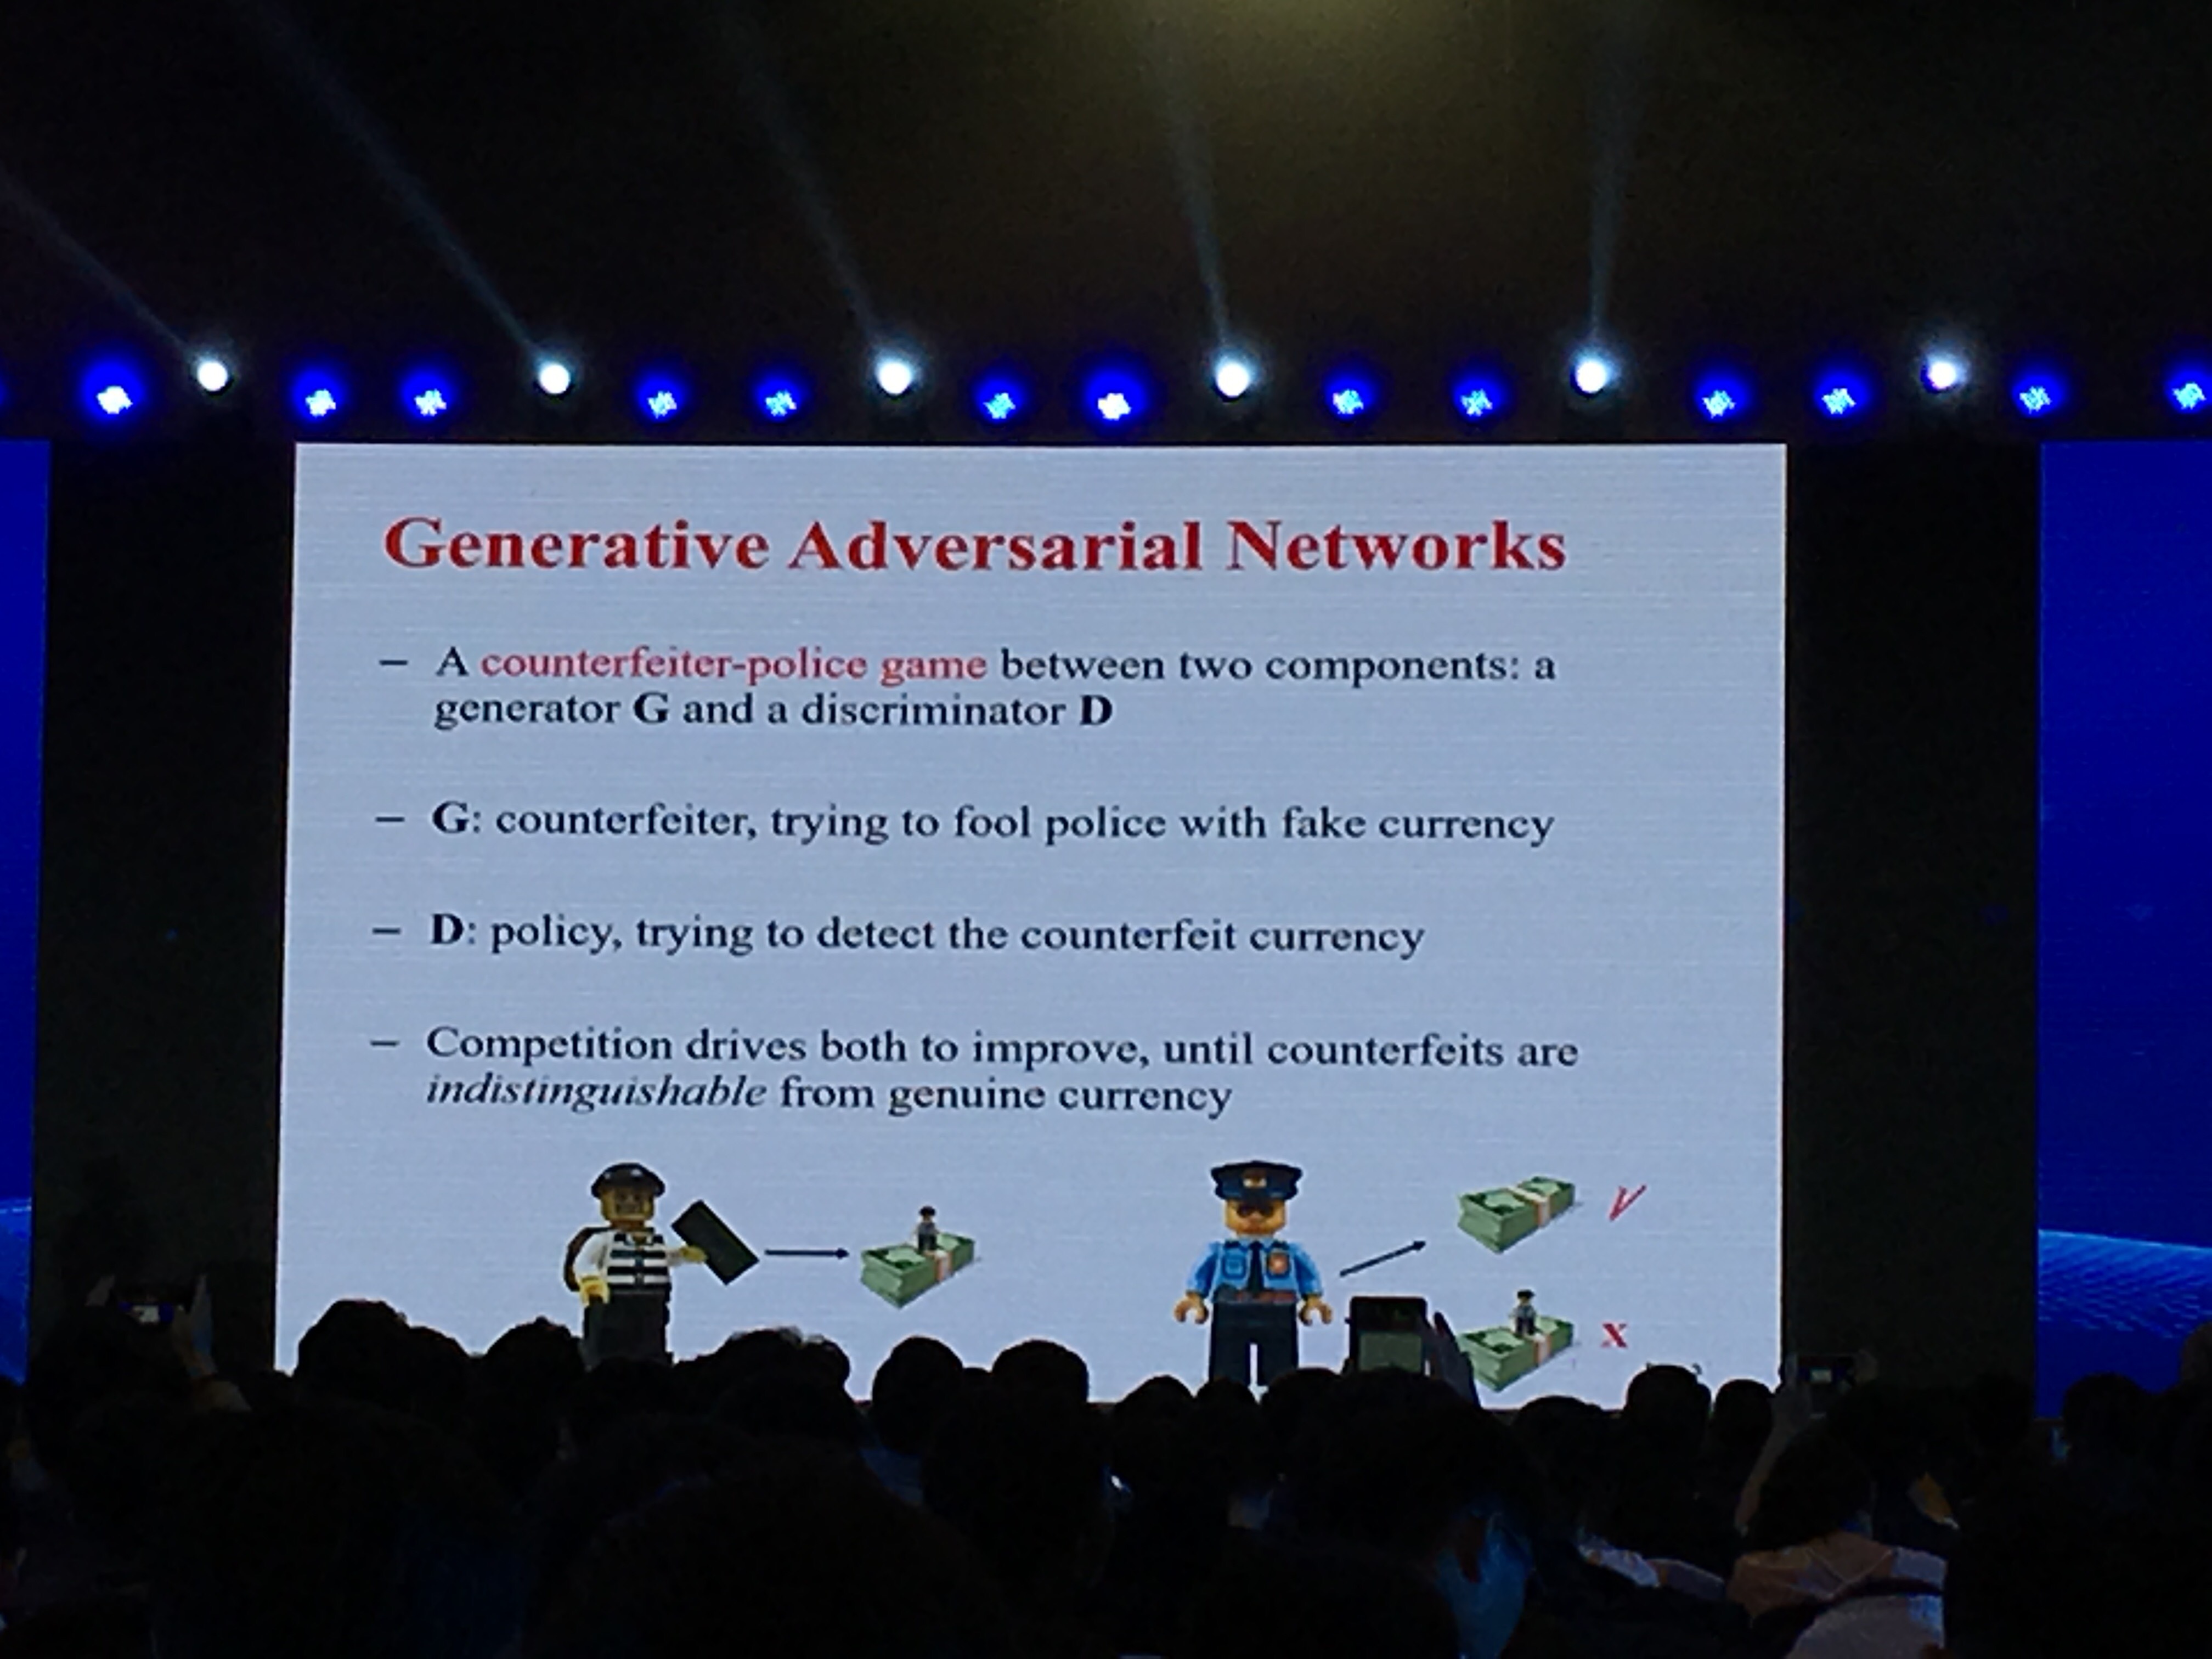 Generative Adversarial Networks
– A counterfeiter-police game between two components: a
generator G and a discriminator D
– G: counterfeiter, trying to fool police with fake currency
– D: policy, trying to detect the counterfeit currency
– Competition drives both to improve, until counterfeits are
indistinguishable from genuine currency
x